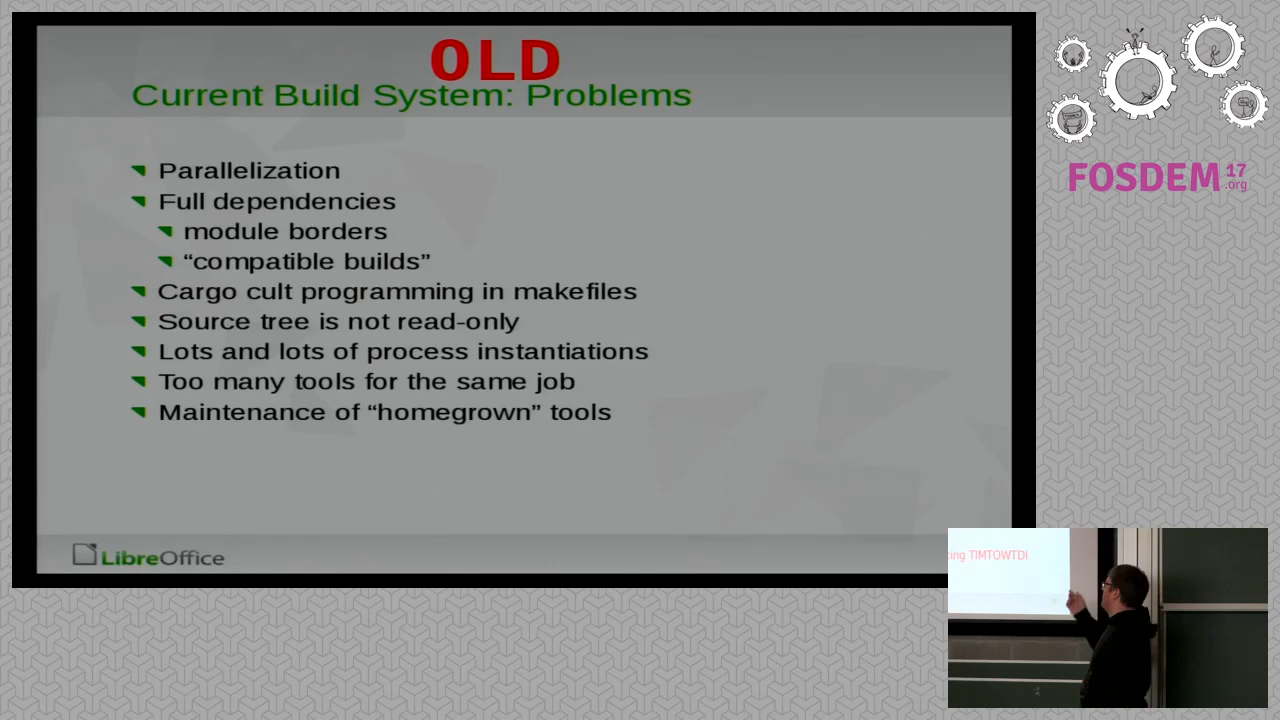 OLD
Current Build System: Problems
Parallelization
Full dependencies
module borders
“compatible builds”
Cargo cult programming in makefiles
Source tree is not read-only
Lots and lots of process instantiations
Too many tools for the same job
Maintenance of “homegrown” tools
LibreOffice
FOSDEM 17
.org
ing TIMTOWTDI